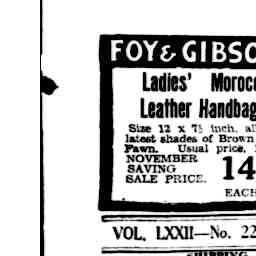 FOY & GIBSO
Ladies' Moroc
Leather Handbag
Size 12 x 7½ inch, al
latest shades of Brown
Fawn. Usual price,
NOVEMBER
SAVING
SALE PRICE. 14
EACH
VOL. LXXII—No. 22
SHIPPING